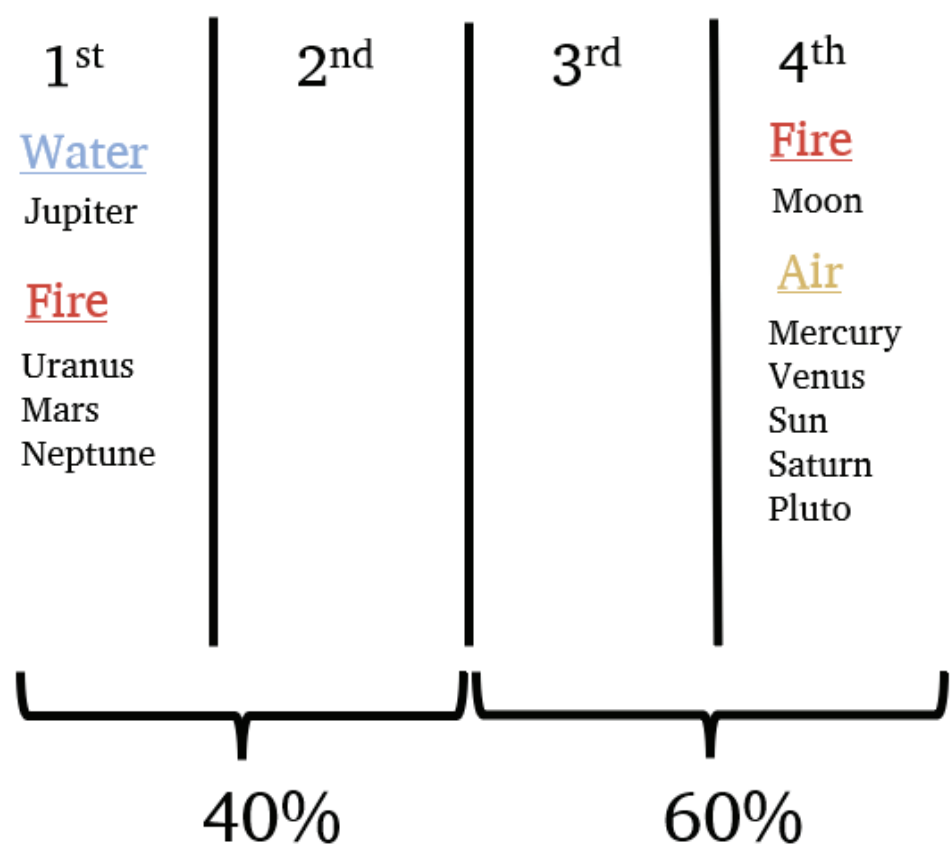 1st
2nd
3rd
4th
Water
Jupiter
Fire
Uranus
Mars
Neptune
Fire
Moon
Air
Mercury
Venus
Sun
Saturn
Pluto
40%
60%